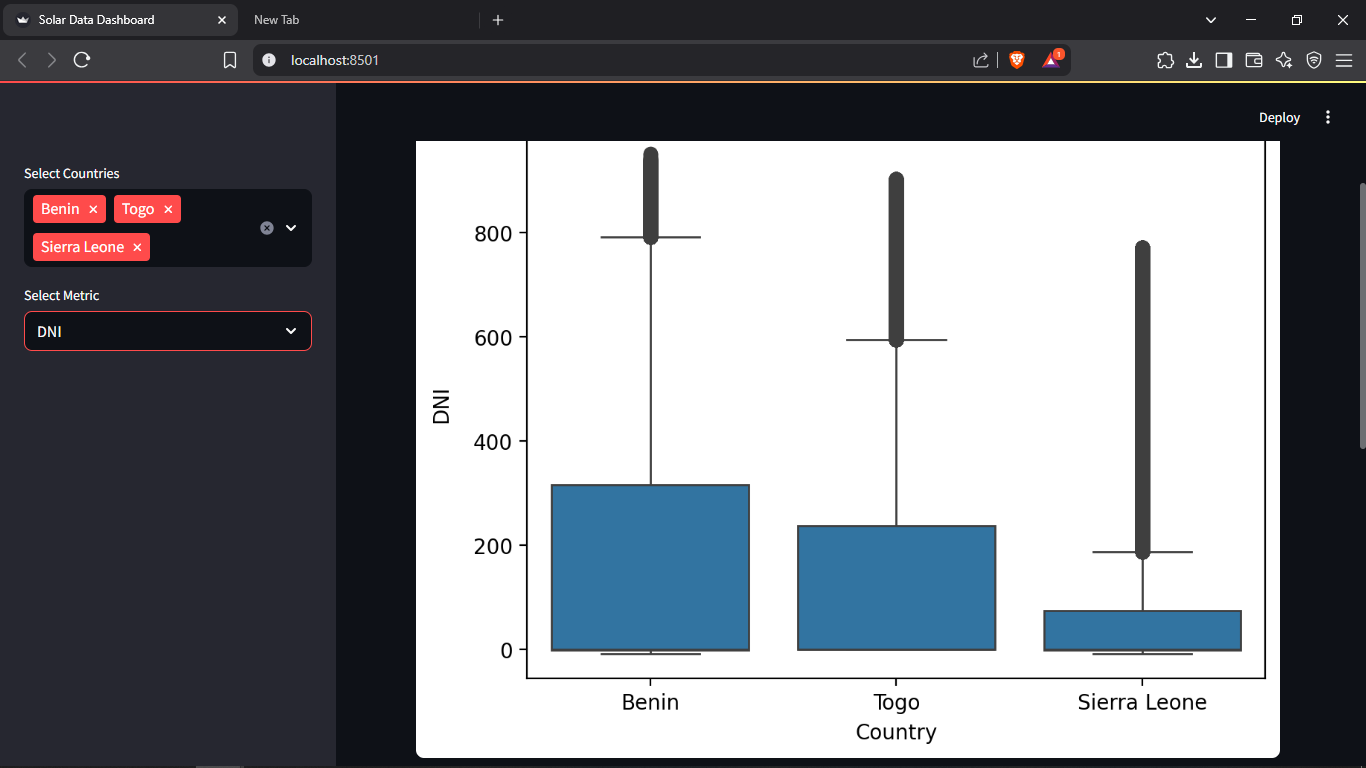 Solar Data Dashboard
New Tab
localhost:8501
1
Deploy
Select Countries
Benin
Togo
Sierra Leone
Select Metric
DNI
800
600
400
200
0
DNI
Benin
Togo
Sierra Leone
Country